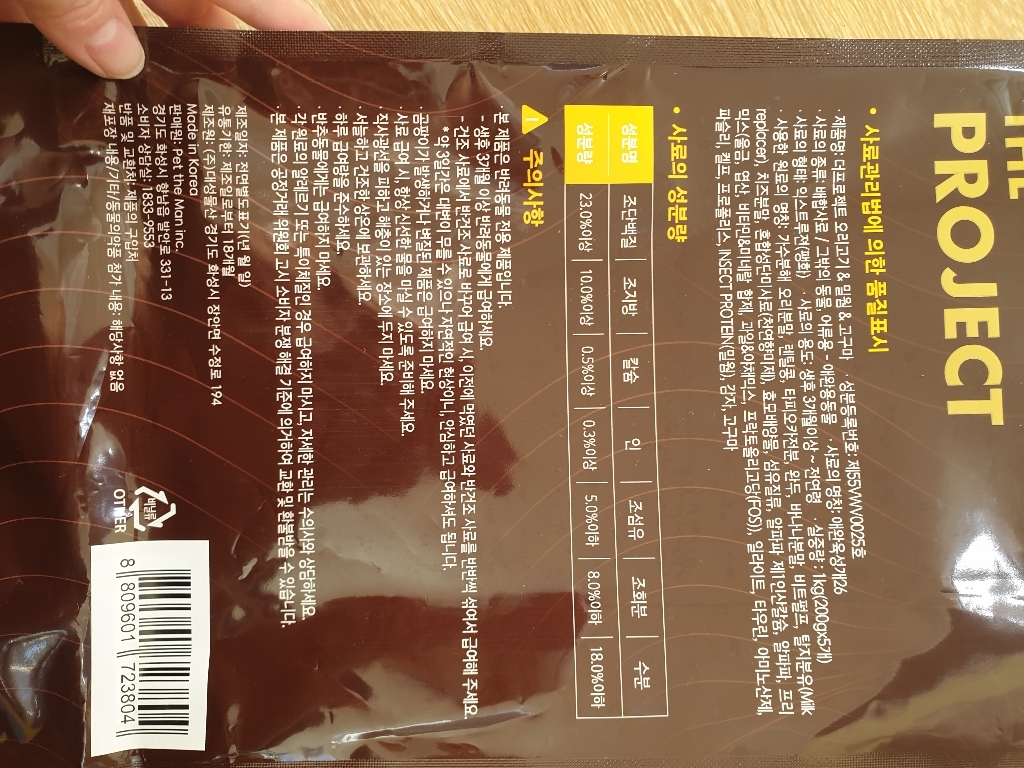 THE
PROJECT
• 사료관리법에 의한 품질표시
· 제품명: 더프로젝트 오리고기 & 밀웜 & 고구마 · 성분등록번호: 제55VWV0025호
· 사료의 종류: 배합사료 / 그밖의 동물, 어류용 - 애완용동물 · 사료의 명칭: 애완용성견26
· 사료의 형태: 익스트루전형화 · 사료의 용도: 생후 3개월이상 - 전연령 · 실중량 : 1kg(200gx5개)
· 사용한 원료의 명칭: 가수분해 오리분말, 렌틸콩, 타피오카전분, 완두, 바나나분말, 비트펄프, 탈지분유(Milk
replacer), 치즈분말, 혼합성단미사료(천연항미제), 효모배양물, 섬유질류, 알파파, 제1인산칼슘, 알파파, 프리
믹스(율금, 염산, 비타민&미네랄 합제, 과일야채믹스, 프락토올리고당(FOS)), 일라이트, 타우린, 아미노산제,
파슬리, 켈프, 프로폴리스, INSECT PROTEIN(밀웜), 감자, 고구마
• 사료의 성분량
성분명 조단백질 조지방 칼슘 인 조섬유 조회분 수분
성분량 23.0%이상 10.0%이상 0.5%이상 0.3%이상 5.0%이하 8.0%이하 18.0%이하
주의사항
· 본 제품은 반려동물 전용 제품입니다.
- 생후 3개월 이상 반려동물에게 급여하세요.
- 건조 사료에서 반건조 사료로 바꾸어 급여 시, 이전에 먹었던 사료와 반건조 사료를 반반씩 섞여서 급여해 주세요.
*약 3일간은 대변이 무를 수 있으나 자연적인 현상이니 안심하고 급여하셔도 됩니다.
· 곰팡이가 발생하거나 변질된 제품은 급여하지 마세요.
· 사료 급여 시, 항상 신선한 물을 마실 수 있도록 준비해 주세요.
· 직사광선을 피하고 해충이 있는 장소에 두지 마세요.
· 서늘하고 건조한 상온에 보관하세요.
· 하루 급여량을 준수하세요.
· 반추동물에게는 급여하지 마세요.
· 각 원료의 알레르기 또는 특이체질인 경우 급여하지 마시고, 자세한 관리는 수의사와 상담하세요.
· 본 제품은 공정거래 위원회 고시 소비자 분쟁 해결 기준에 의거하여 교환 및 환불받을 수 있습니다.
제조일자: 전면별도표기(년 월 일)
유통기한: 제조일로부터 18개월
제조원: (주)대성물산 경기도 화성시 장안면 수정로 194
Made in Korea
판매원: Pet the Man inc.
경기도 화성시 향남읍 발안로 331-13
소비자 상담실: 1833-9563
반품 및 교환처: 제품의 구입처
재포장 내용/기타/동물의약품 첨가 내용: 해당사항 없음
비닐류
OTHER
8 809601 723804